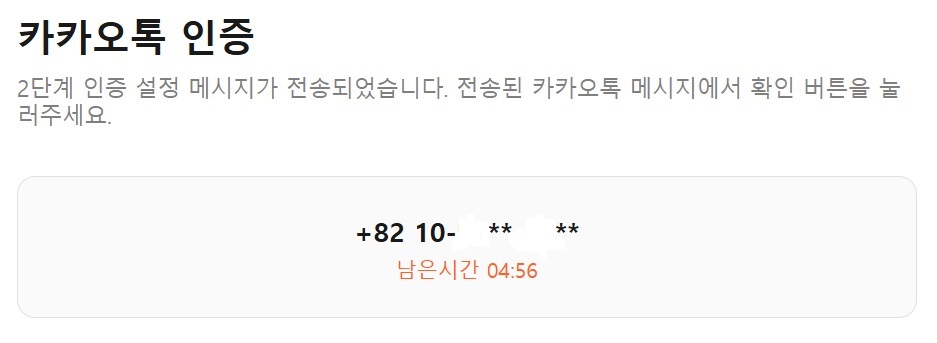 카카오톡 인증
2단계 인증 설정 메시지가 전송되었습니다. 전송된 카카오톡 메시지에서 확인 버튼을 눌
러주세요.
+82 10-  **  **
남은시간 04:56